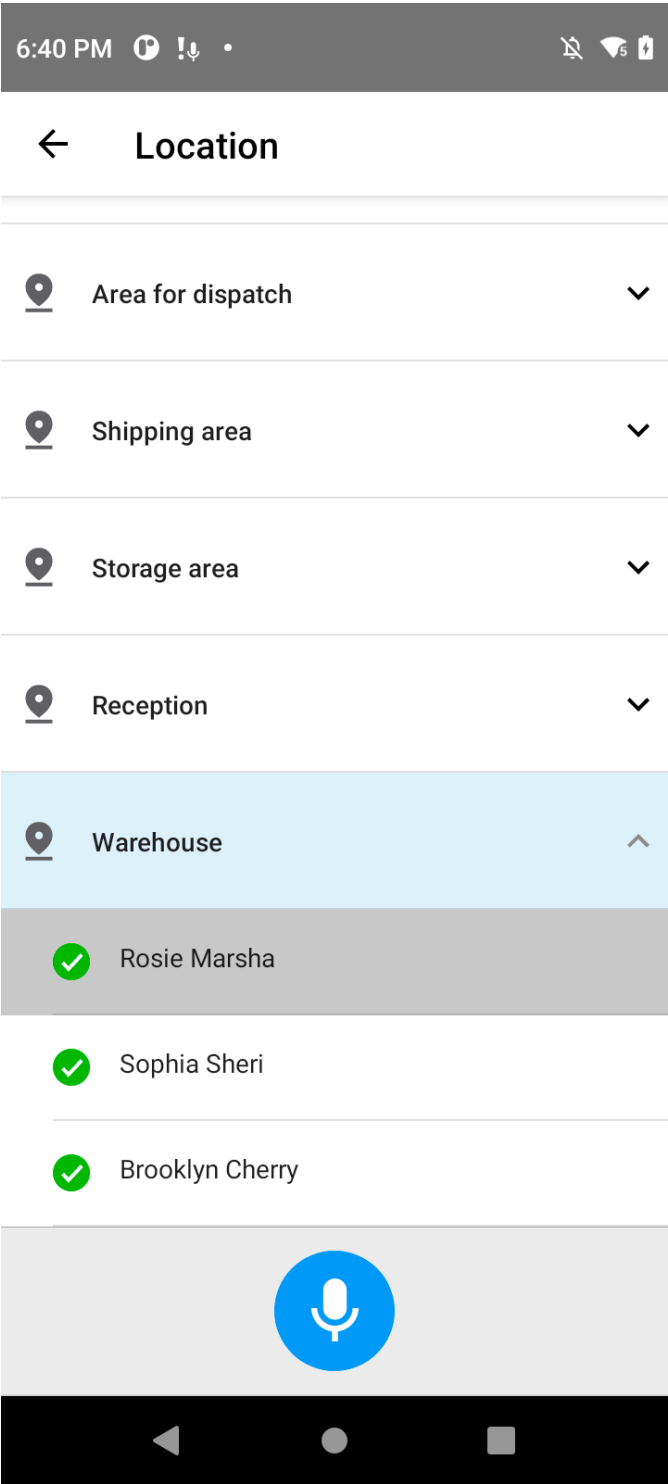 6:40 PM
Location
Area for dispatch
Shipping area
Storage area
Reception
Warehouse
Rosie Marsha
Sophia Sheri
Brooklyn Cherry